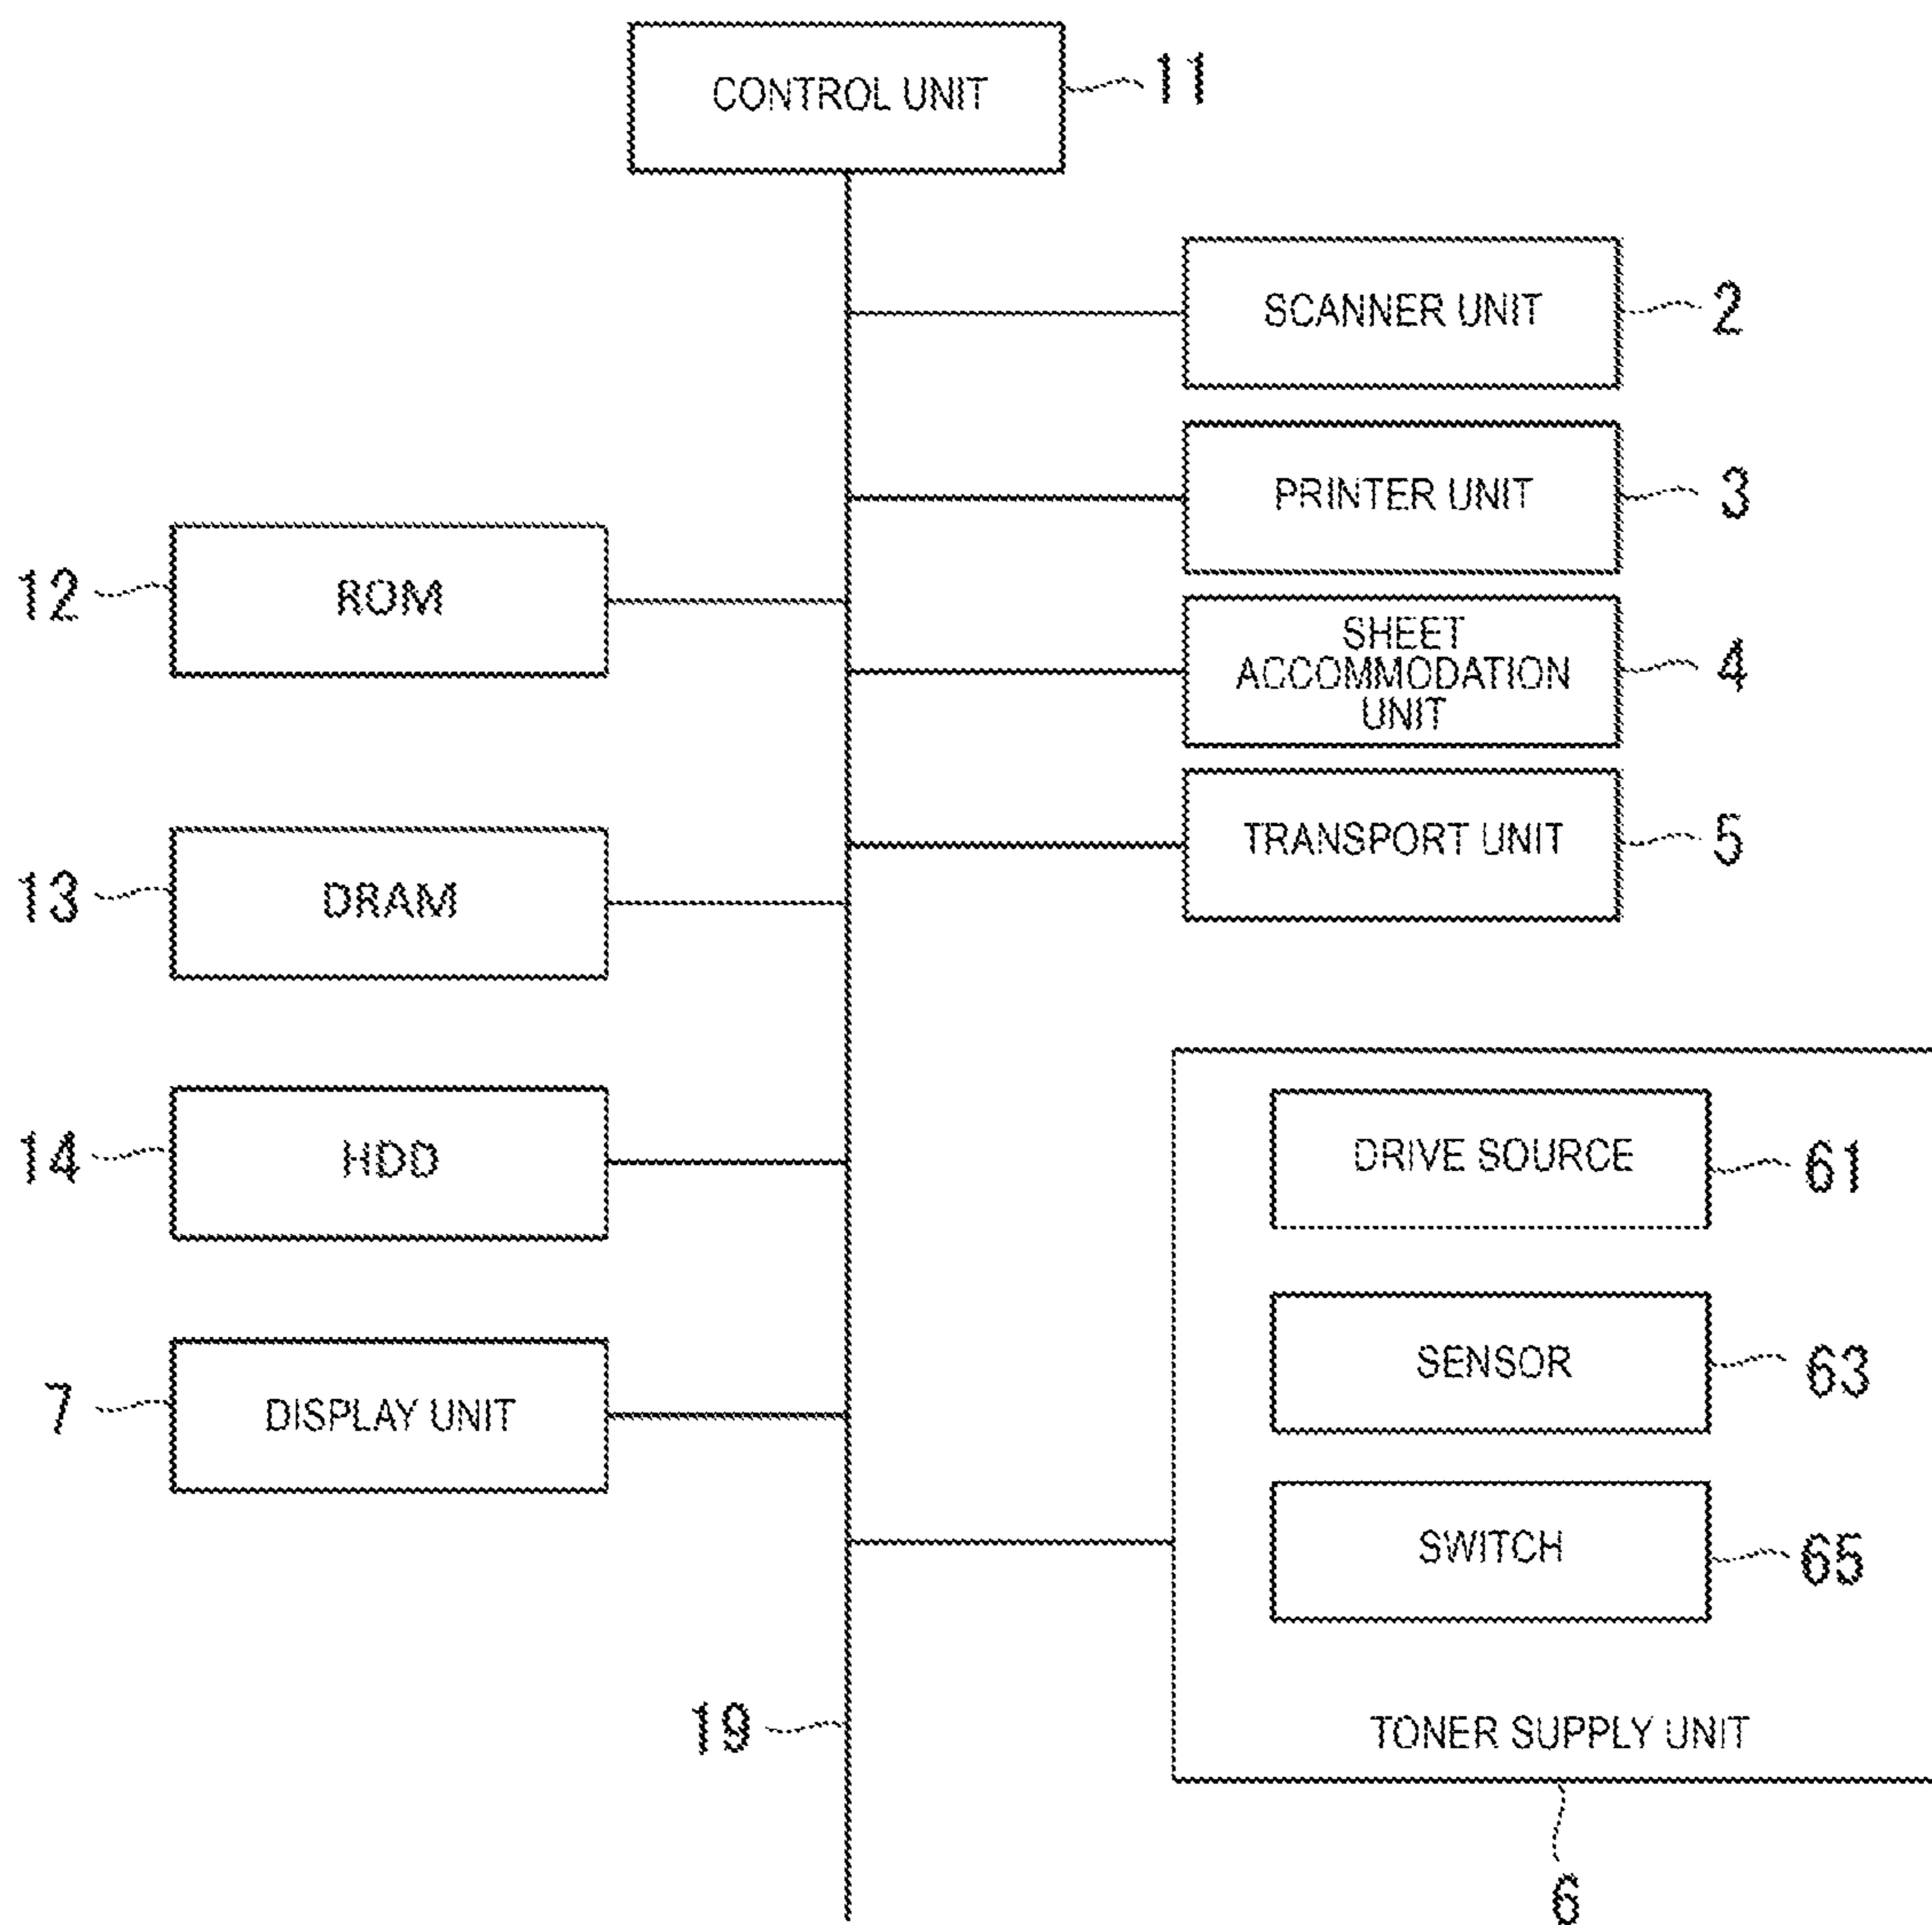 CONTROL UNIT
11
SCANNER UNIT
2
PRINTER UNIT
3
12
ROM
SHEET
ACCOMMODATION
UNIT
4
TRANSPORT UNIT
5
13
DRAM
14
HDD
DRIVE SOURCE
61
SENSOR
63
7
DISPLAY UNIT
SWITCH
65
19
TONER SUPPLY UNIT
6